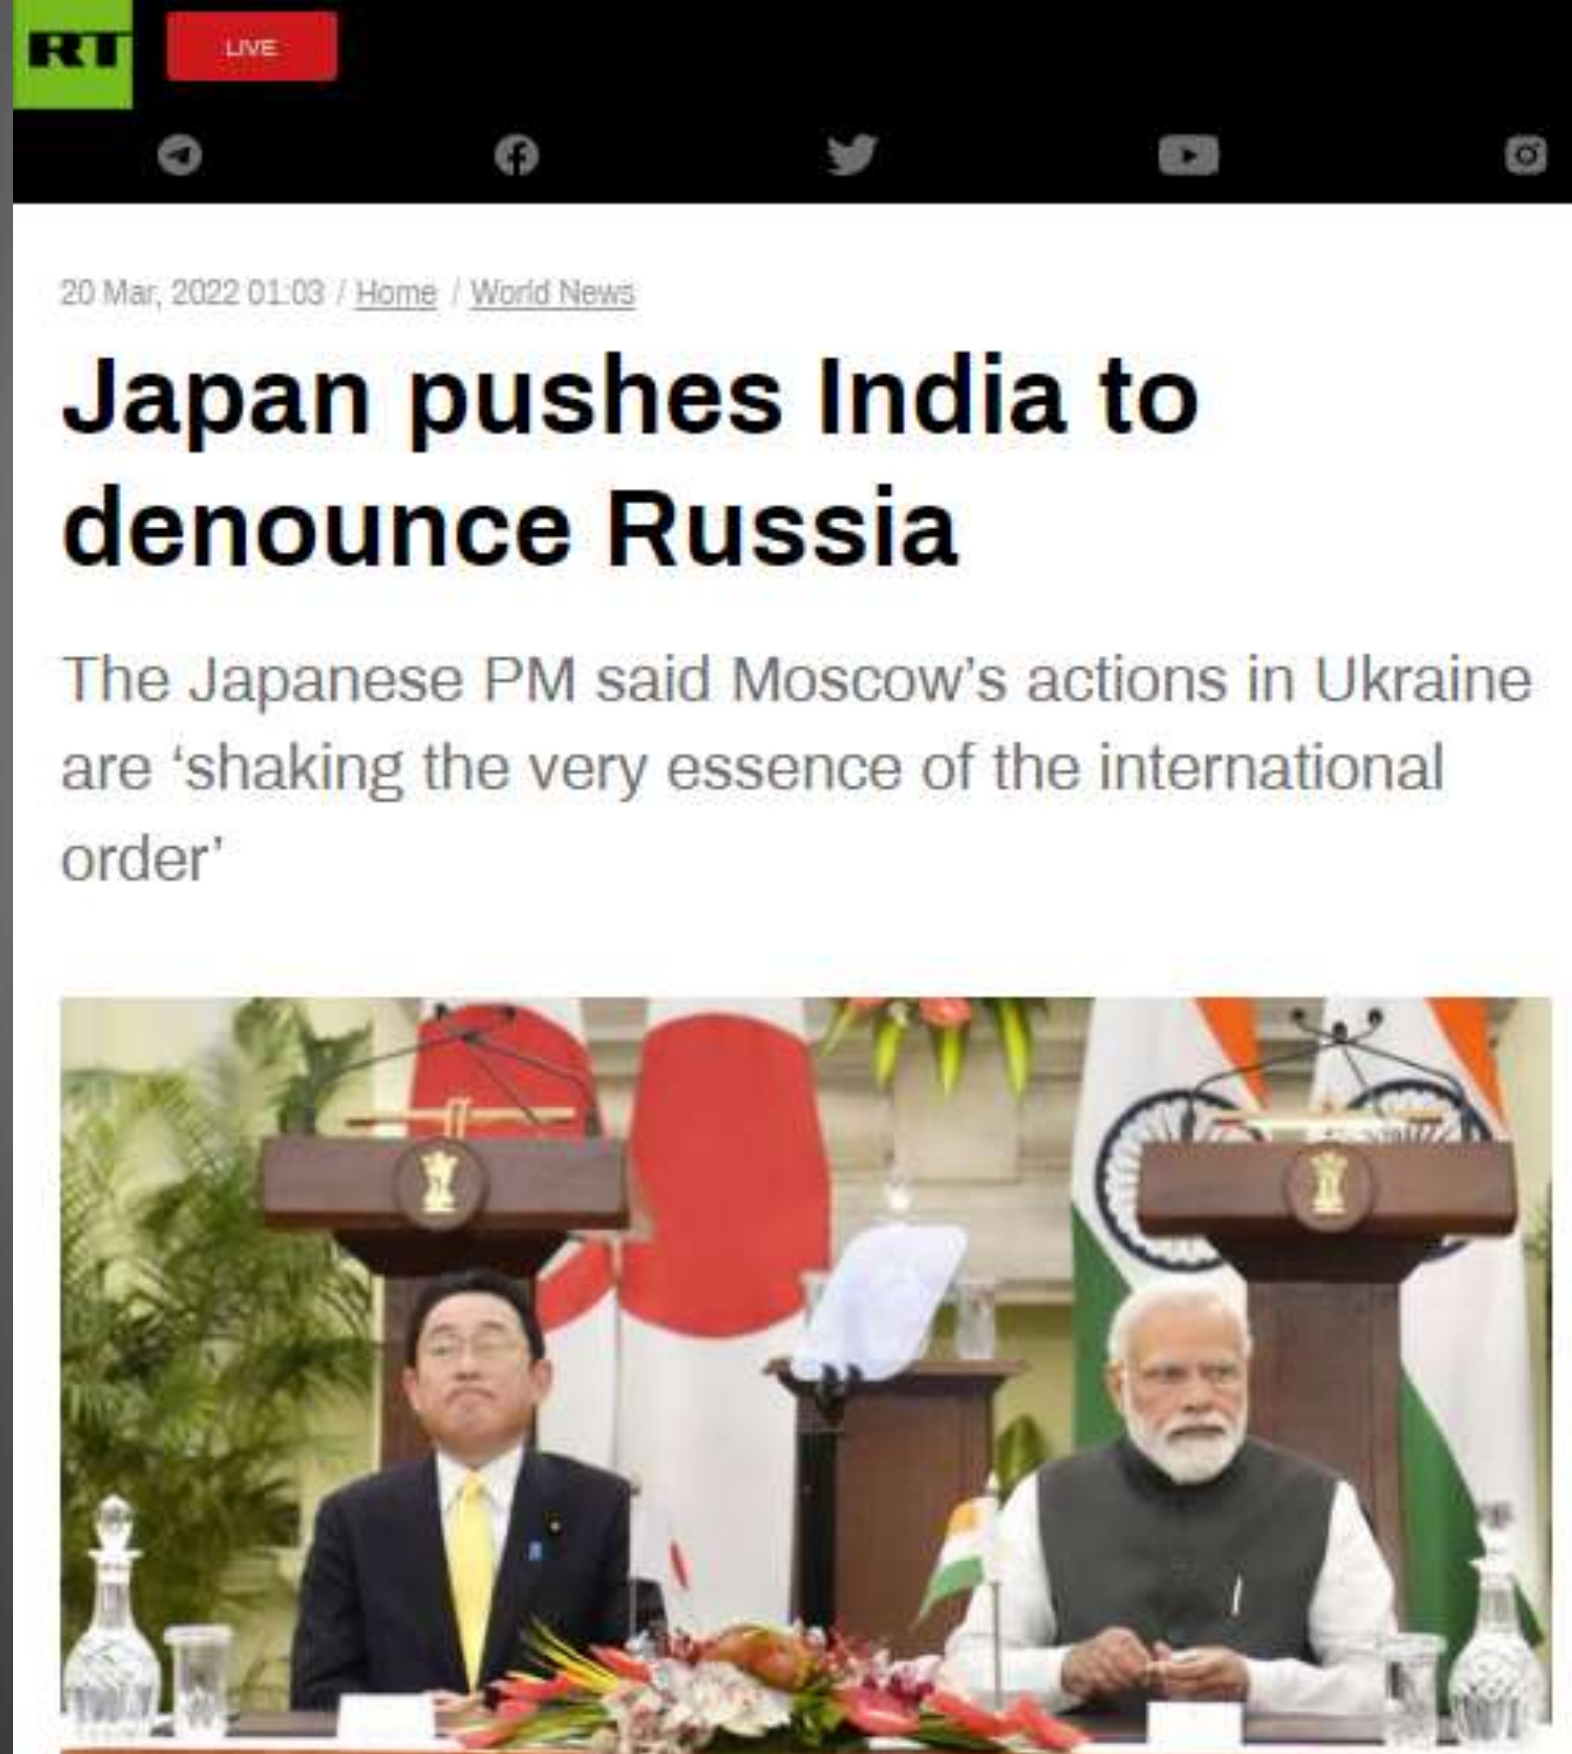 RT
LIVE
20 Mar, 2022 01:03 / Home / World News
Japan pushes India to
denounce Russia
The Japanese PM said Moscow’s actions in Ukraine
are ‘shaking the very essence of the international
order’